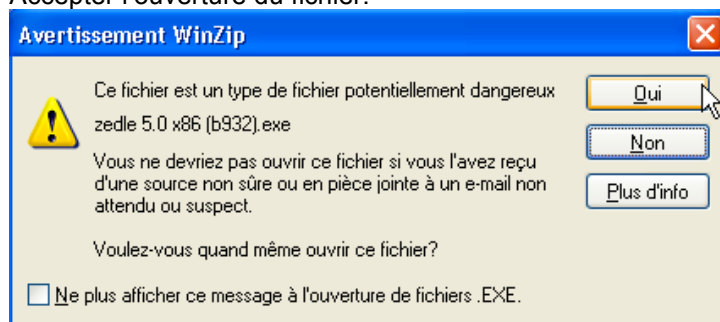 Accepter l'ouverture du fichier.
Avertissement WinZip
Ce fichier est un type de fichier potentiellement dangereux
zedle 5.0 x86 (b932).exe
Vous ne devriez pas ouvrir ce fichier si vous l'avez reçu
d'une source non sûre ou en pièce jointe à un e-mail non
attendu ou suspect.
Voulez-vous quand même ouvrir ce fichier?
Oui
Non
Plus d'info
Ne plus afficher ce message à l'ouverture de fichiers .EXE.